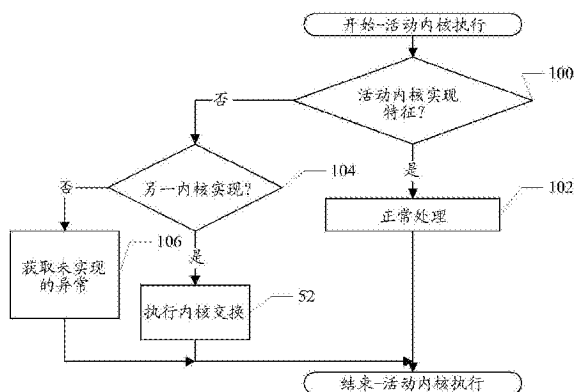 开始-活动内核执行
活动内核实现
特征?
100
否
是
另一内核实现?
104
正常处理
102
否
是
获取未实现
的异常
106
执行内核交换
52
结束-活动内核执行